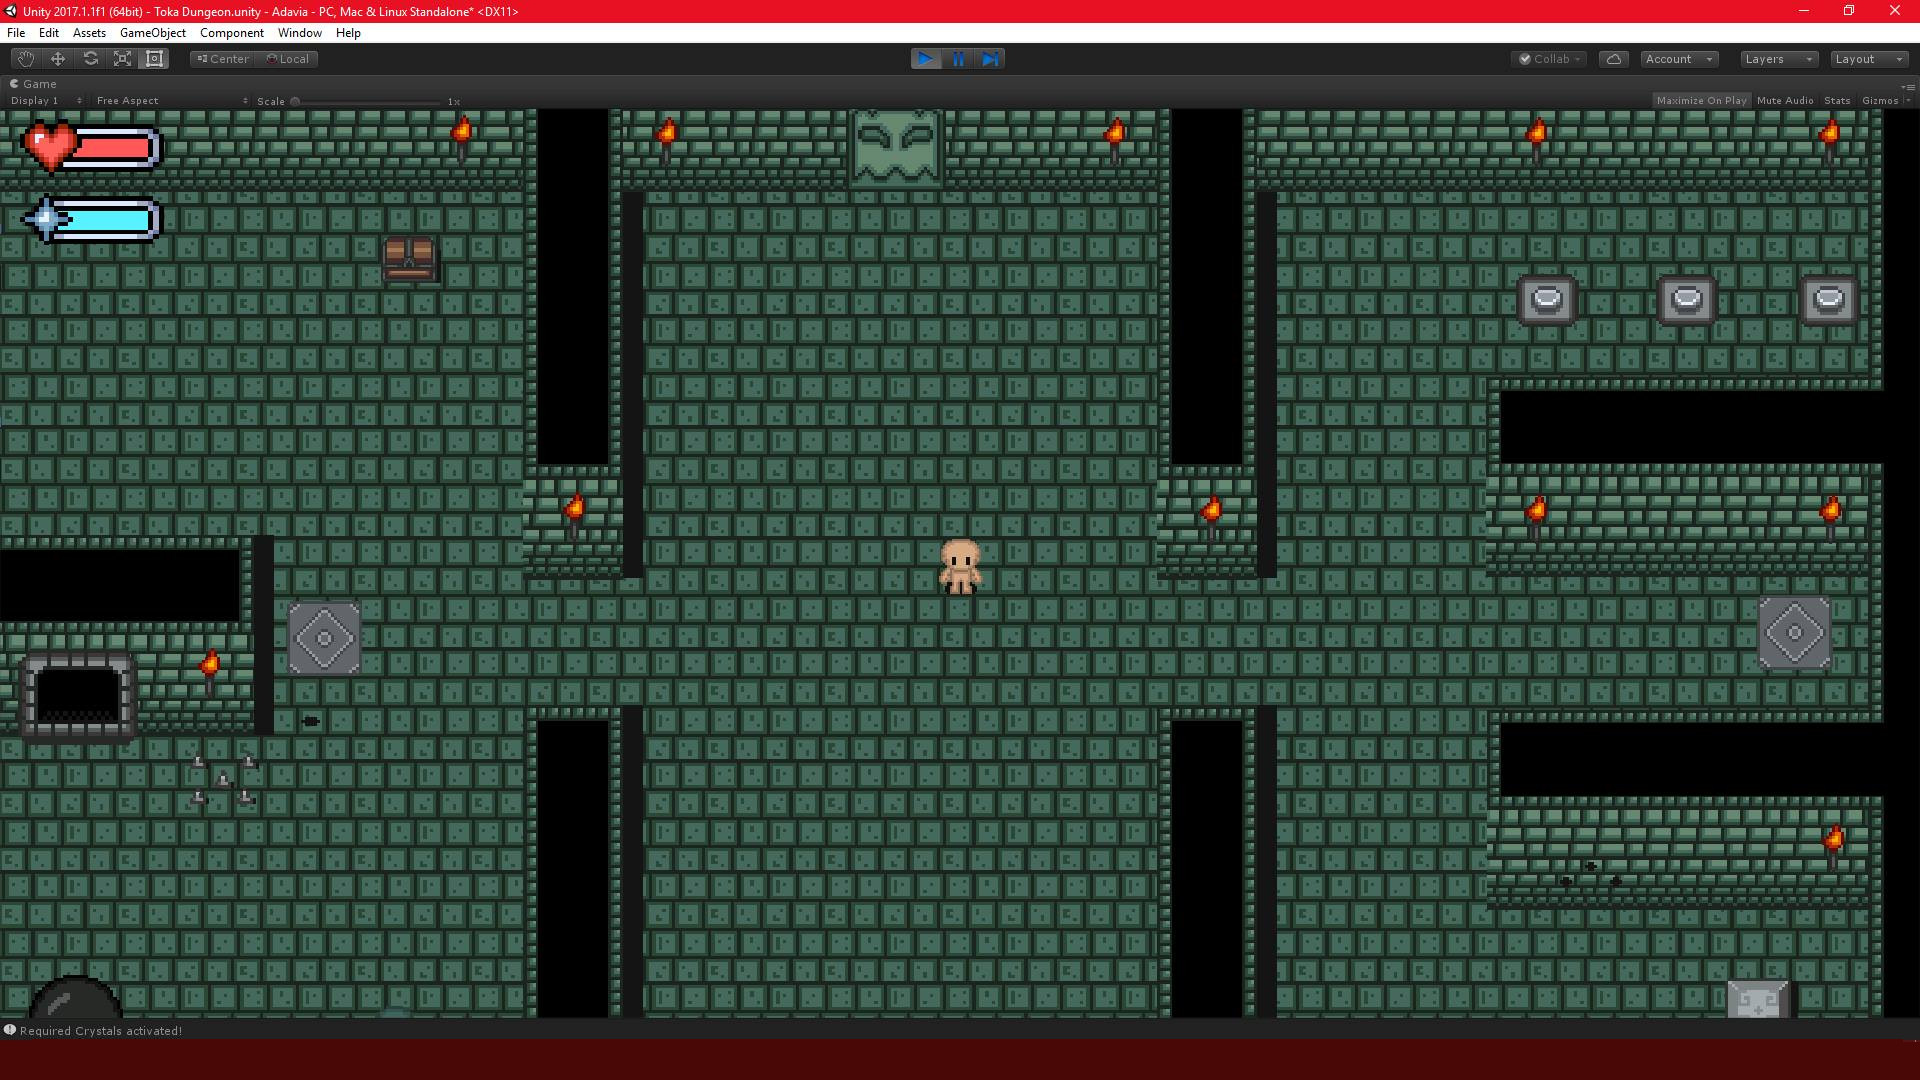 Unity 2017.1.1f1 (64bit) - Toka Dungeon.unity - Adavia - PC, Mac & Linux Standalone* <DX11>
File Edit Assets GameObject Component Window Help
Center Local Collab Account Layers Layout
Game
Display 1 Free Aspect Scale 1x Maximize On Play Mute Audio Stats Gizmos
Required Crystals activated!